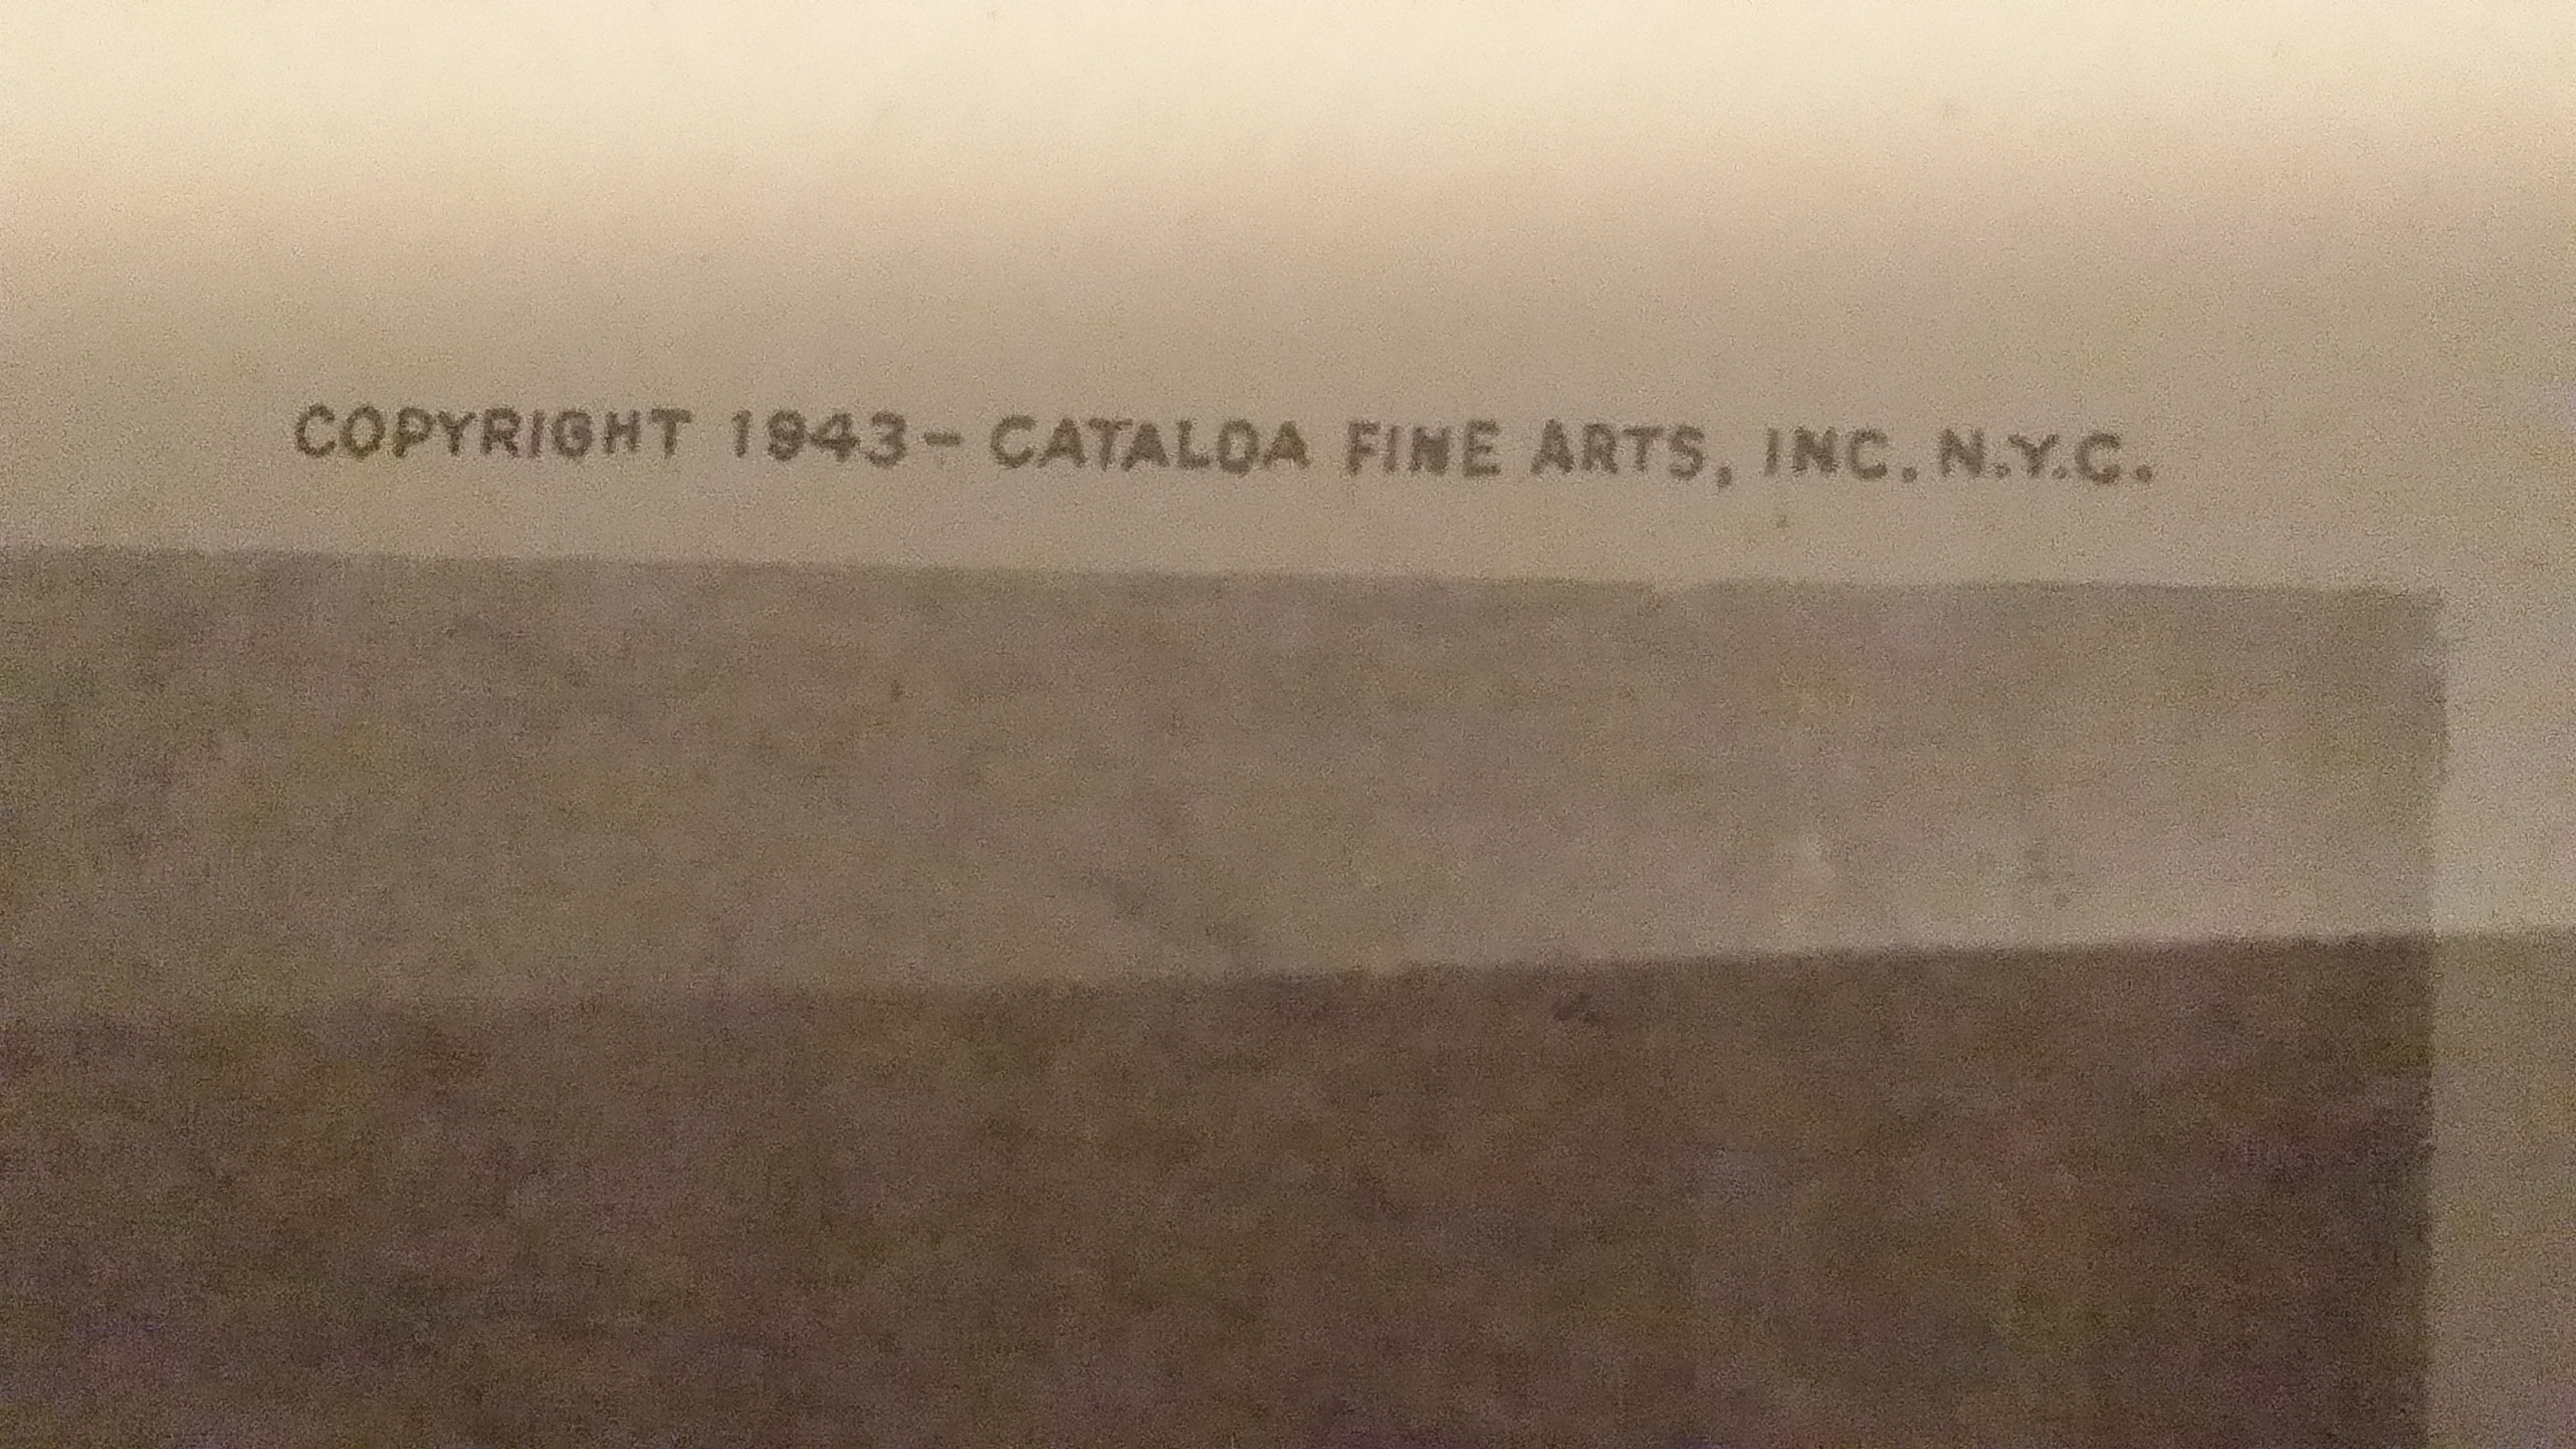 COPYRIGHT 1943- CATALDA FINE ARTS, INC. N.Y.C.